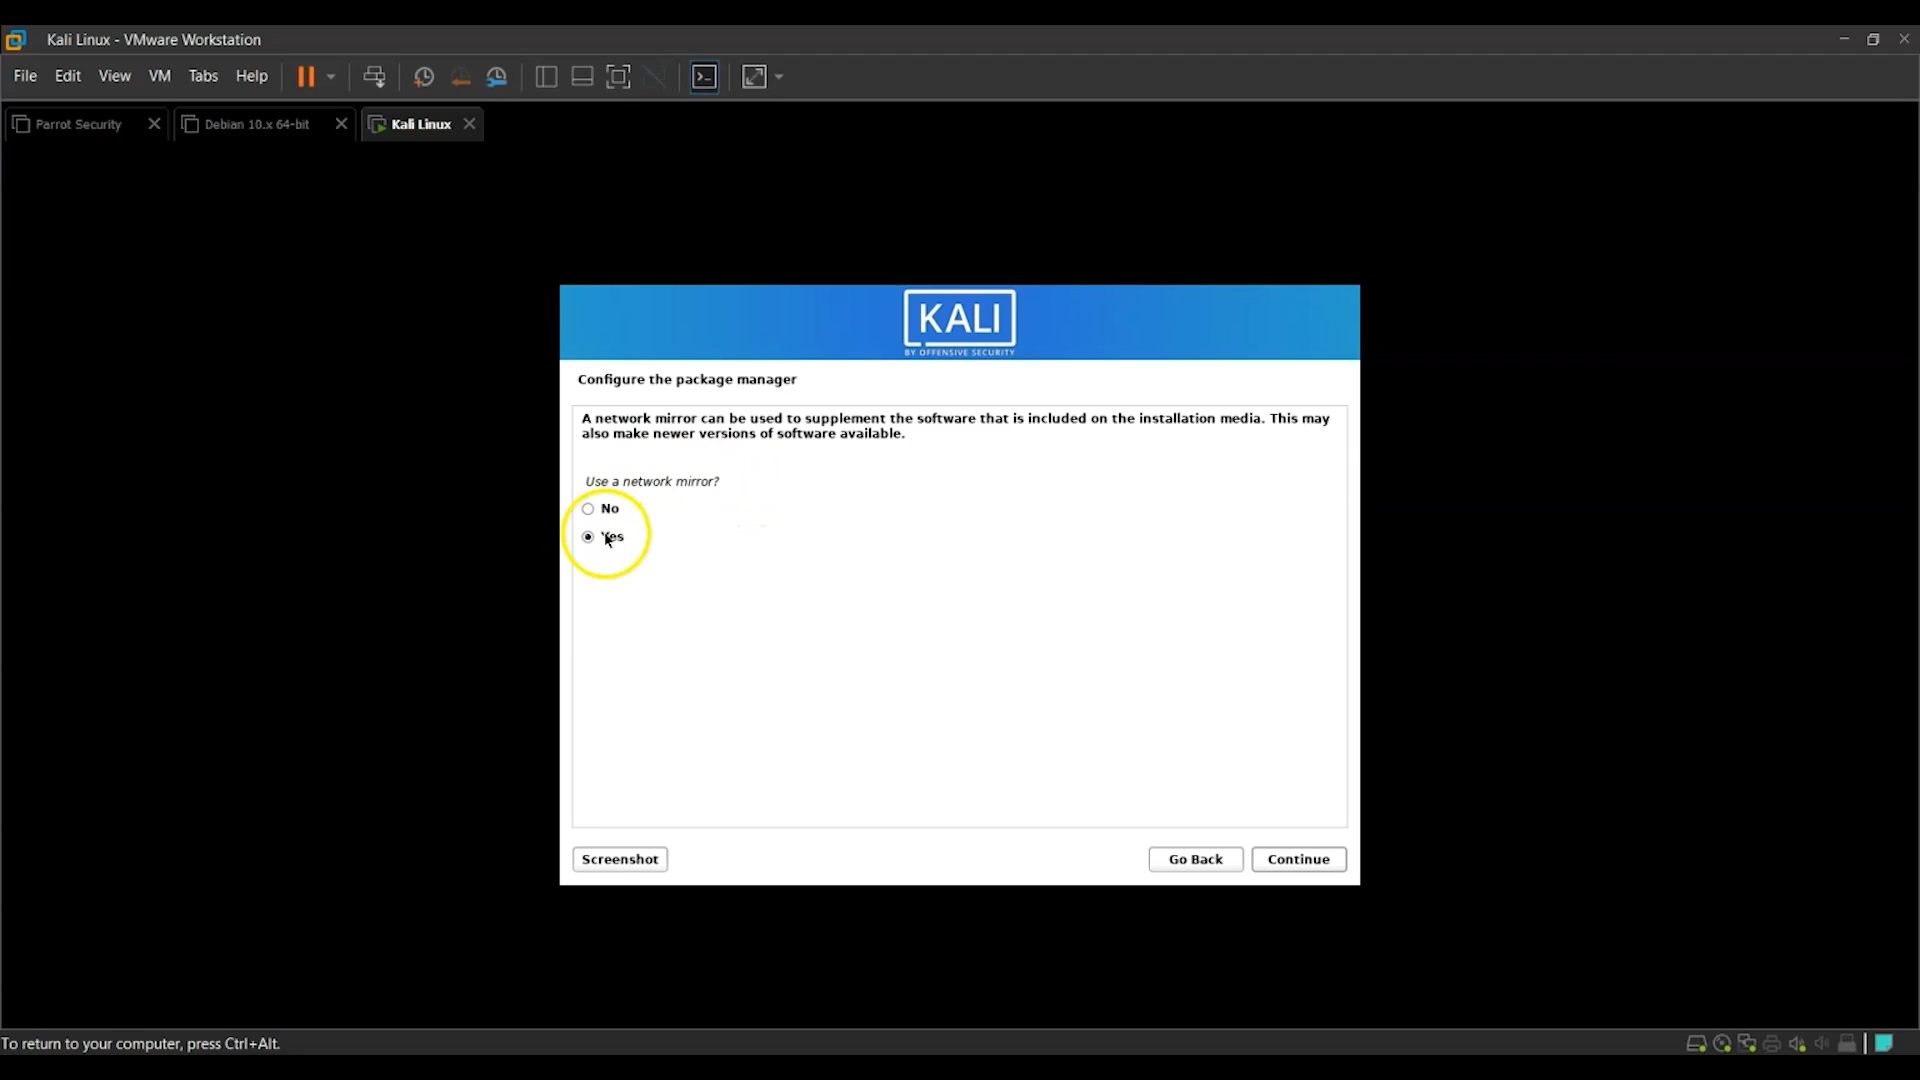 Kali Linux - VMware Workstation
File Edit View VM Tabs Help
Parrot Security Debian 10.x 64-bit Kali Linux
KALI
BY OFFENSIVE SECURITY
Configure the package manager
A network mirror can be used to supplement the software that is included on the installation media. This may
also make newer versions of software available.
Use a network mirror?
No
Yes
Screenshot Go Back Continue
To return to your computer, press Ctrl+Alt.